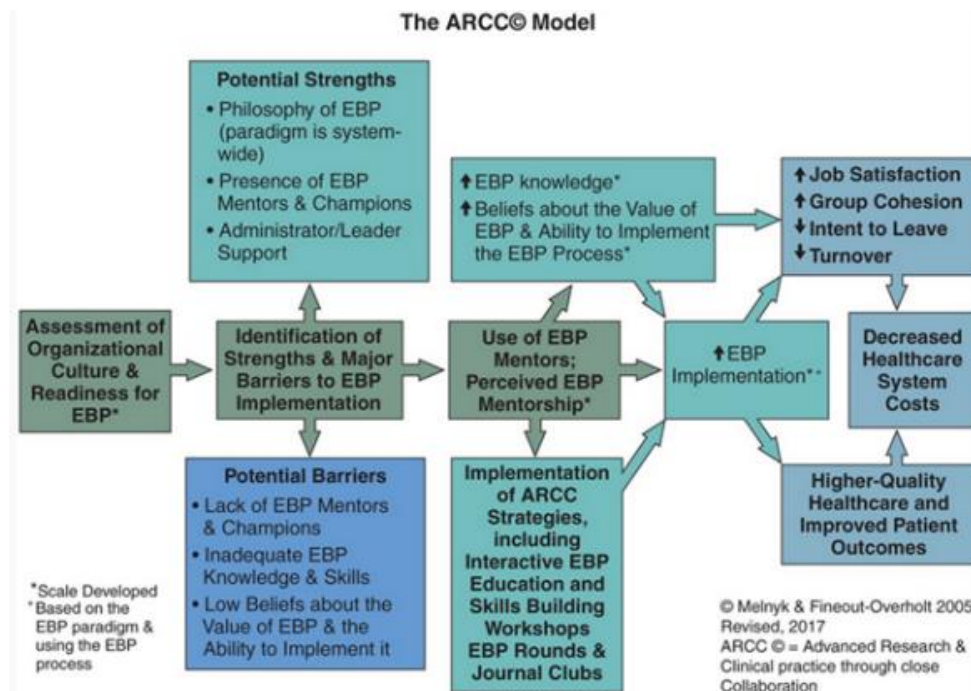 The ARCC© Model
Potential Strengths
• Philosophy of EBP
(paradigm is system-
wide)
• Presence of EBP
Mentors & Champions
• Administrator/Leader
Support
↑ EBP knowledge*
↑ Beliefs about the Value of
EBP & Ability to Implement
the EBP Process*
↑ Job Satisfaction
↑ Group Cohesion
↓ Intent to Leave
↓ Turnover
Assessment of
Organizational
Culture &
Readiness for
EBP*
Identification of
Strengths & Major
Barriers to EBP
Implementation
Use of EBP
Mentors;
Perceived EBP
Mentorship*
↑ EBP
Implementation*+
Decreased
Healthcare
System
Costs
Potential Barriers
• Lack of EBP Mentors
& Champions
• Inadequate EBP
Knowledge & Skills
• Low Beliefs about the
Value of EBP & the
Ability to Implement it
Implementation
of ARCC
Strategies,
including
Interactive EBP
Education and
Skills Building
Workshops
EBP Rounds &
Journal Clubs
Higher-Quality
Healthcare and
Improved Patient
Outcomes
*Scale Developed
+Based on the
EBP paradigm &
using the EBP
process
© Melnyk & Fineout-Overholt 2005
Revised, 2017
ARCC © = Advanced Research &
Clinical practice through close
Collaboration